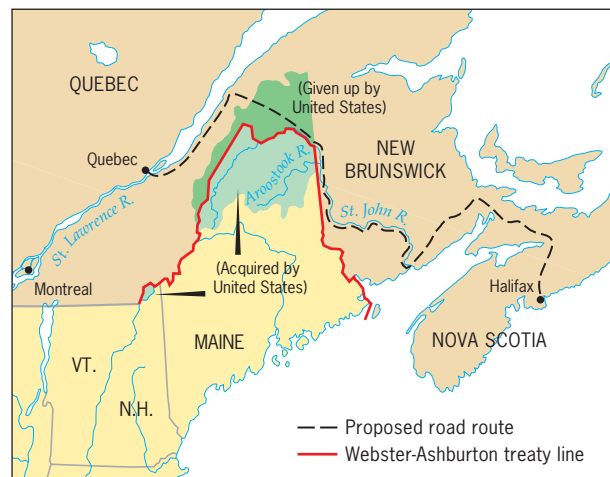 QUEBEC
(Given up by
United States)
NEW
BRUNSWICK
Quebec
Aroostook R.
St. John R.
St. Lawrence R.
Montreal
(Acquired by
United States)
Halifax
MAINE
NOVA SCOTIA
VT.
N.H.
Proposed road route
Webster-Ashburton treaty line